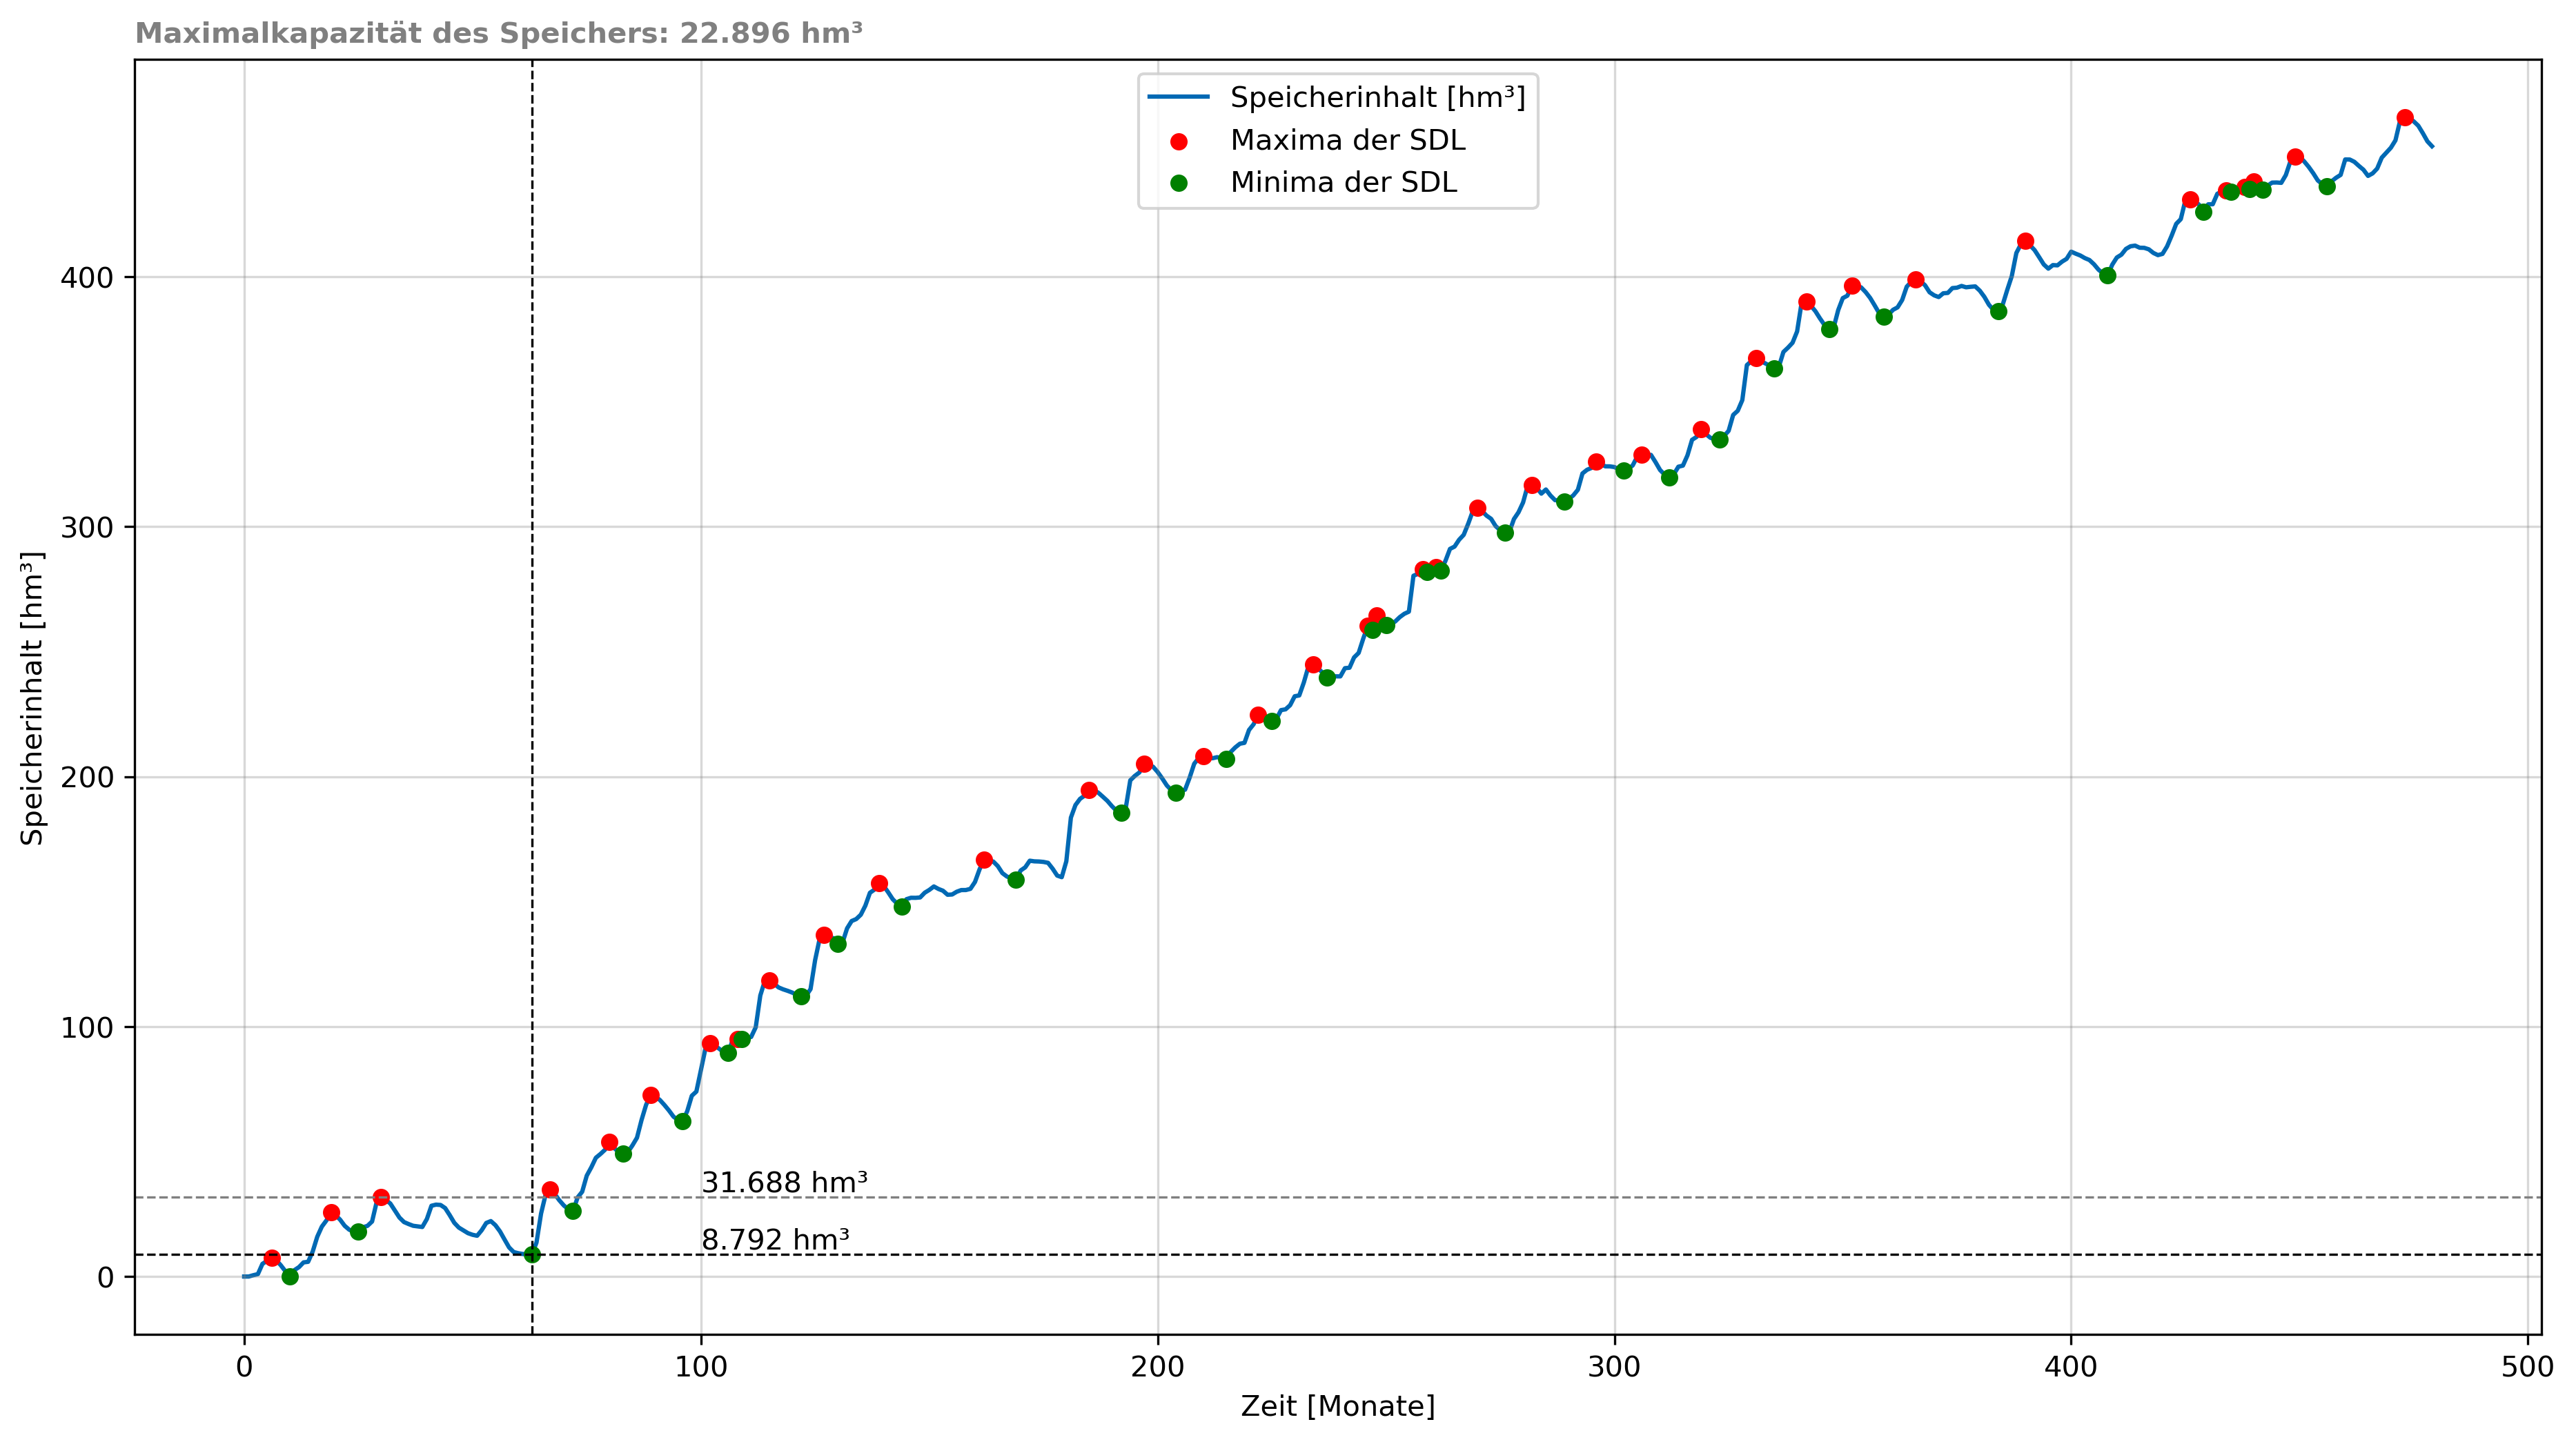 Maximalkapazität des Speichers: 22.896 hm³
Speicherinhalt [hm³]
Maxima der SDL
Minima der SDL
400
300
200
100
0
Speicherinhalt [hm³]
31.688 hm³
8.792 hm³
0
100
200
300
400
500
Zeit [Monate]